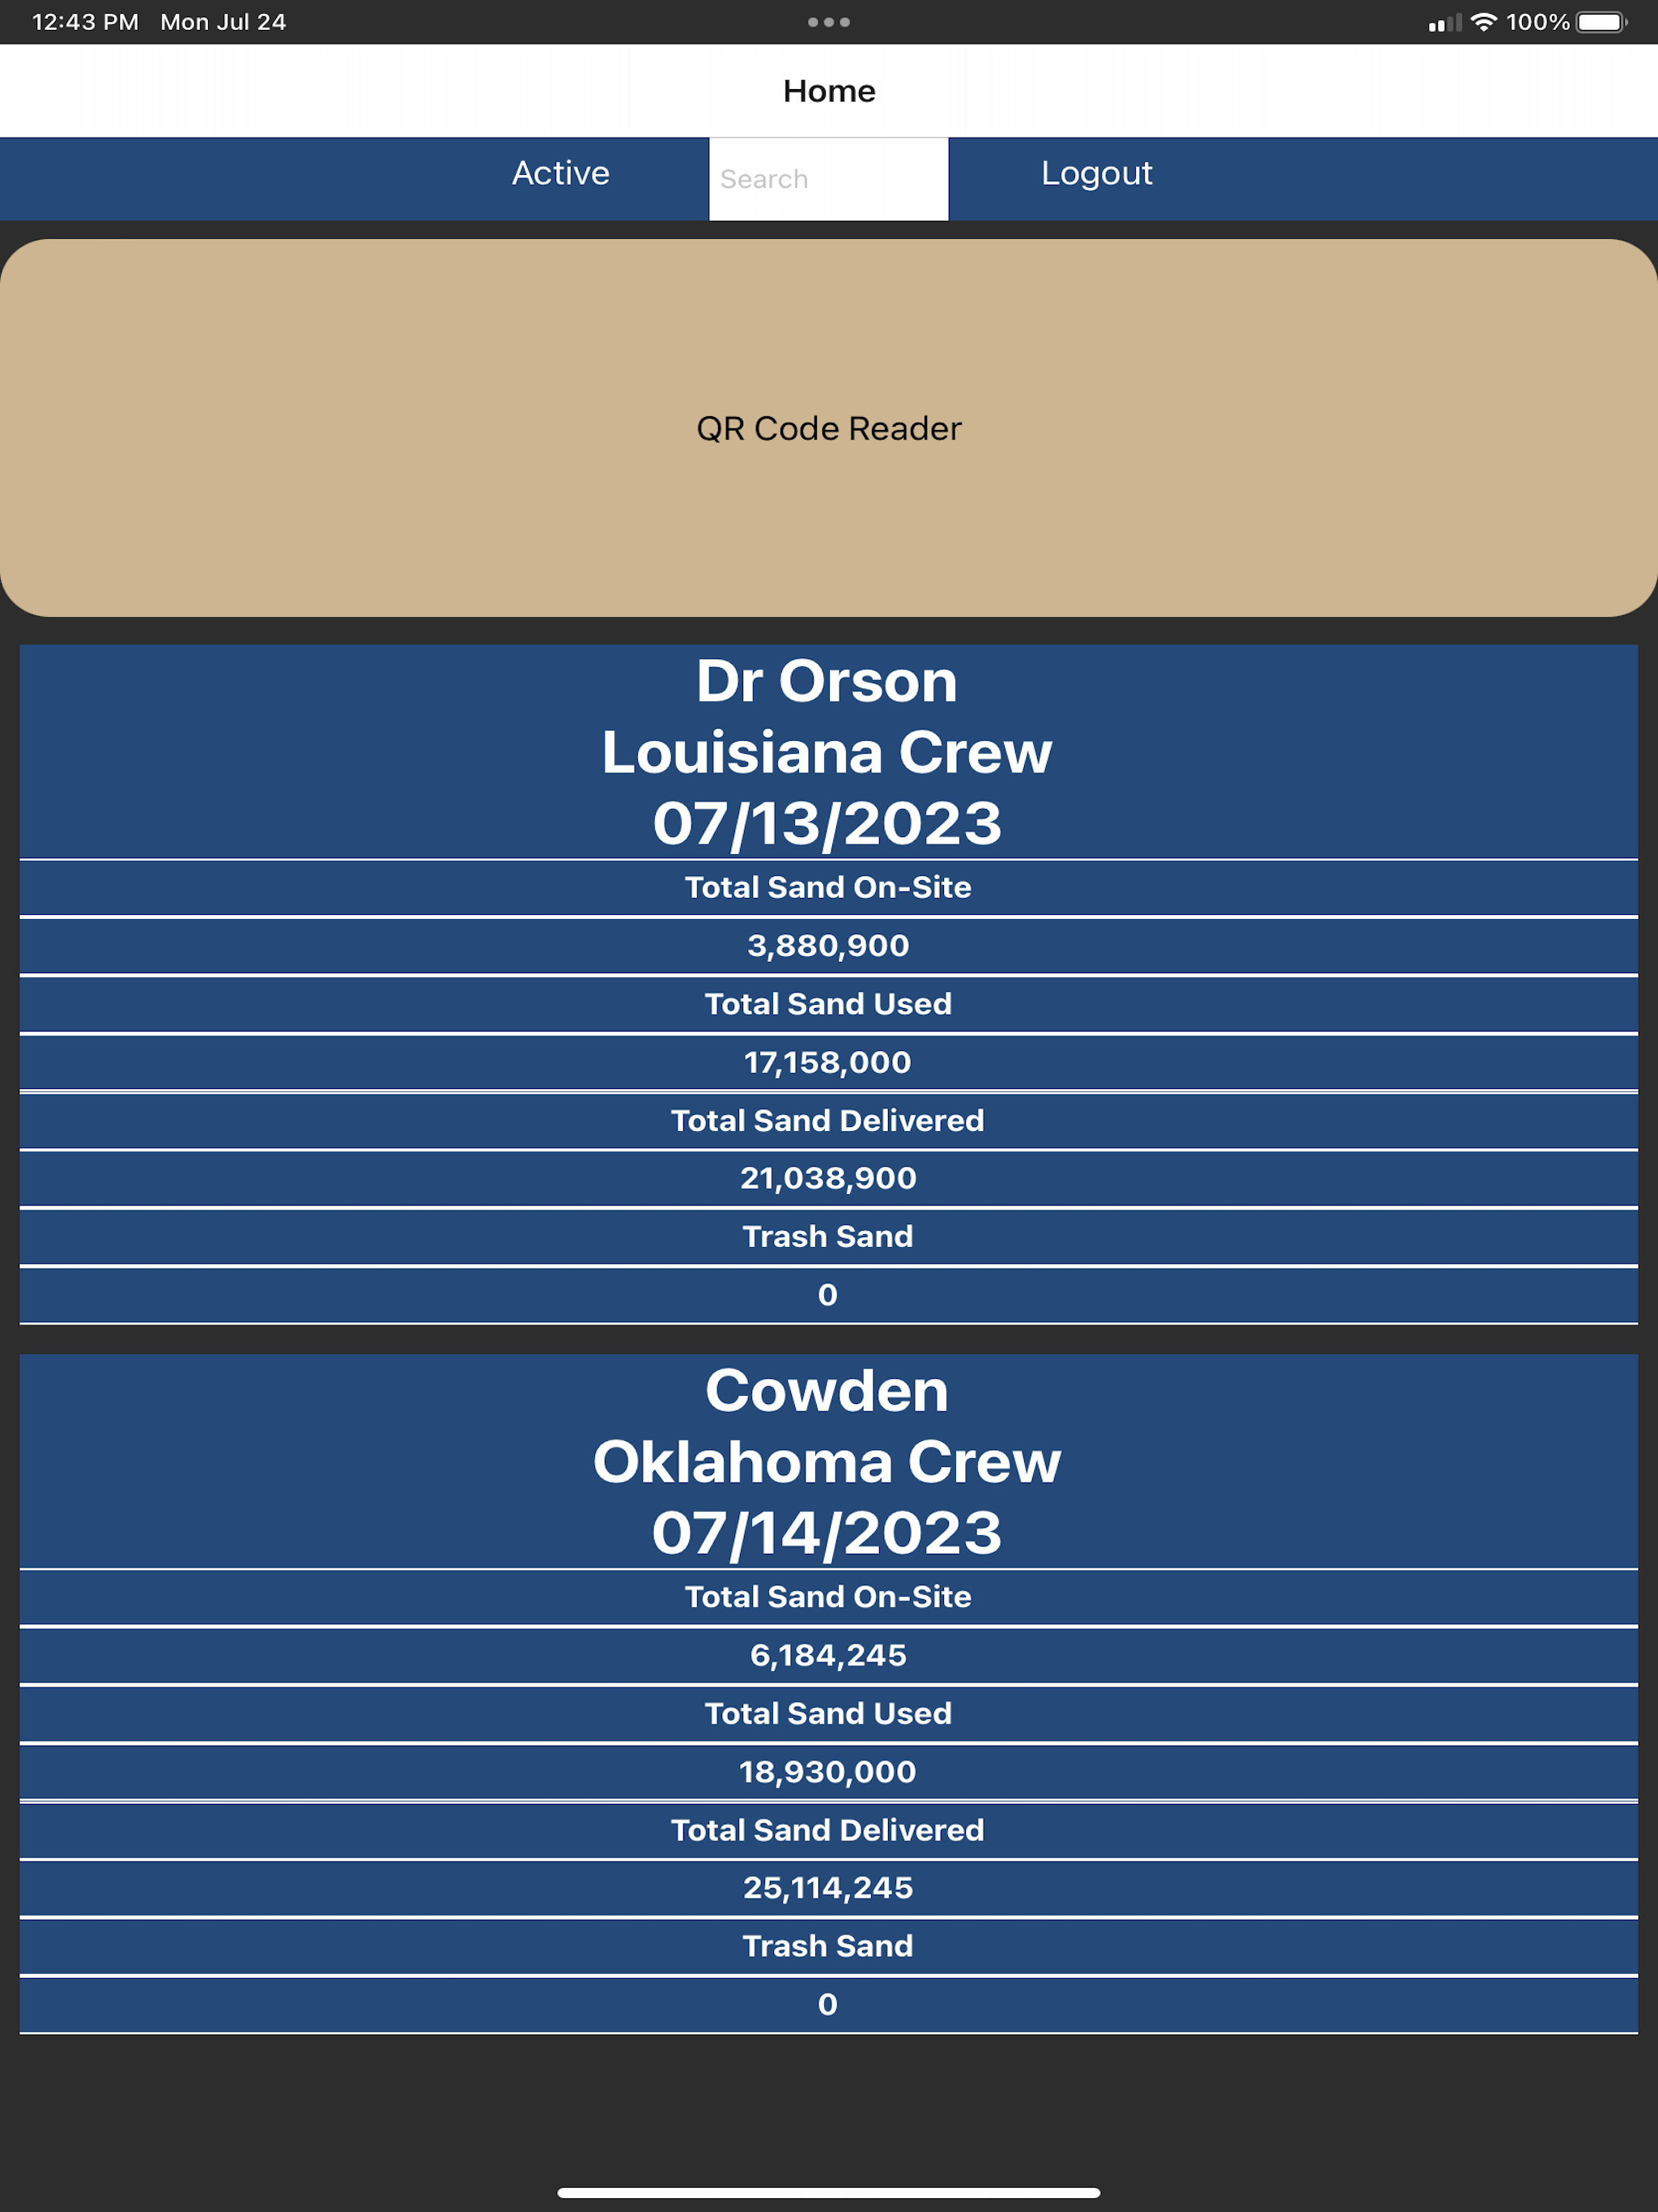 12:43 PM Mon Jul 24
100%
Home
Active
Search
Logout
QR Code Reader
Dr Orson
Louisiana Crew
07/13/2023
Total Sand On-Site
3,880,900
Total Sand Used
17,158,000
Total Sand Delivered
21,038,900
Trash Sand
0
Cowden
Oklahoma Crew
07/14/2023
Total Sand On-Site
6,184,245
Total Sand Used
18,930,000
Total Sand Delivered
25,114,245
Trash Sand
0